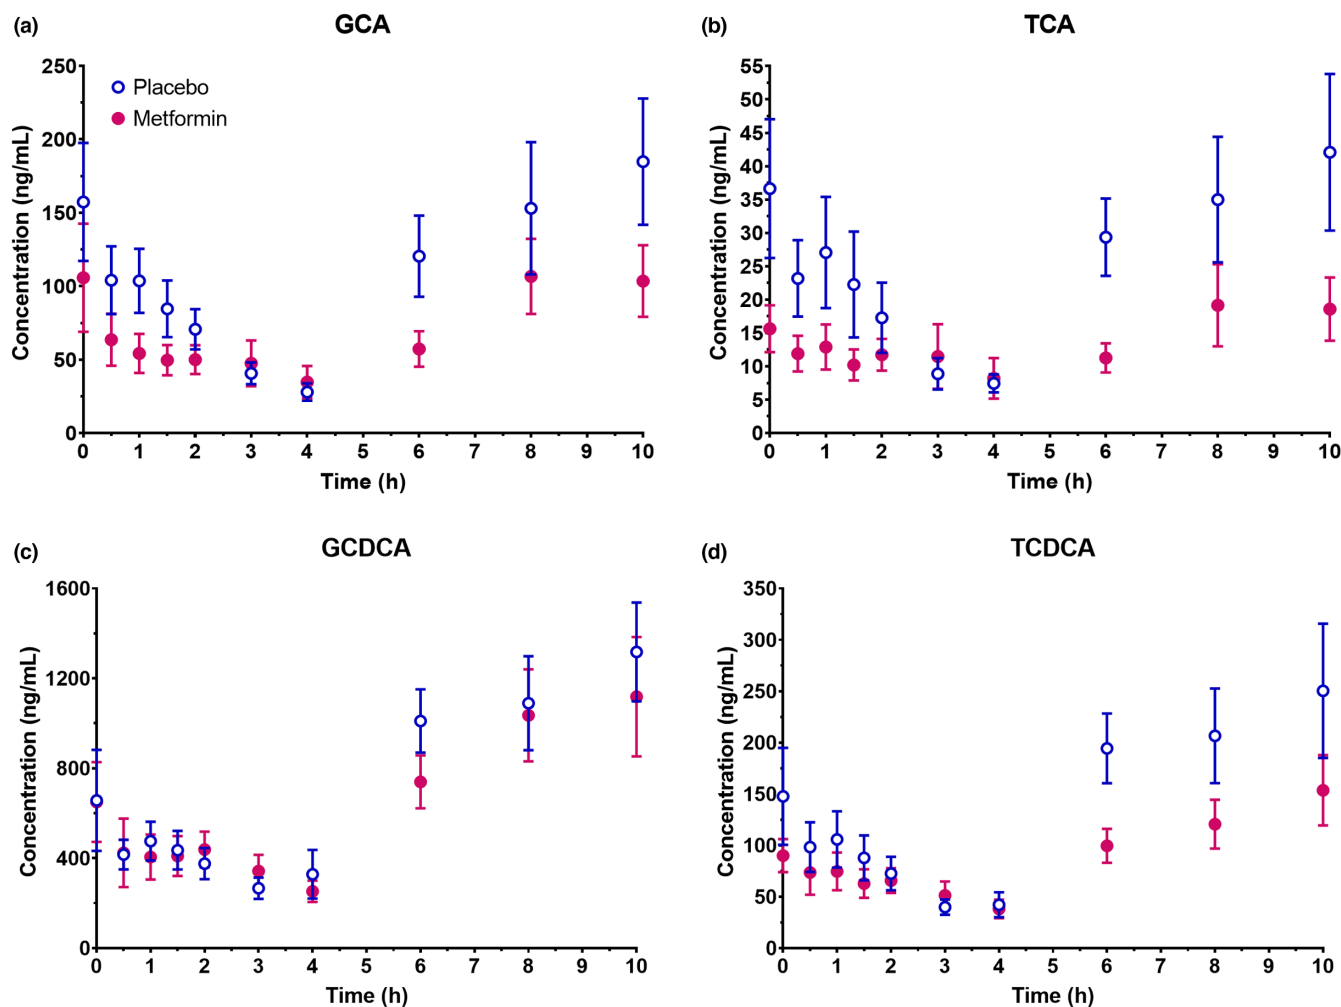 (a)
GCA
Placebo
Metformin
Concentration (ng/mL)
250
200
150
100
50
0
0 1 2 3 4 5 6 7 8 9 10
Time (h)
(b)
TCA
Concentration (ng/mL)
55
50
45
40
35
30
25
20
15
10
5
0
0 1 2 3 4 5 6 7 8 9 10
Time (h)
(c)
GCDCA
Concentration (ng/mL)
1600
1200
800
400
0
0 1 2 3 4 5 6 7 8 9 10
Time (h)
(d)
TCDCA
Concentration (ng/mL)
350
300
250
200
150
100
50
0
0 1 2 3 4 5 6 7 8 9 10
Time (h)